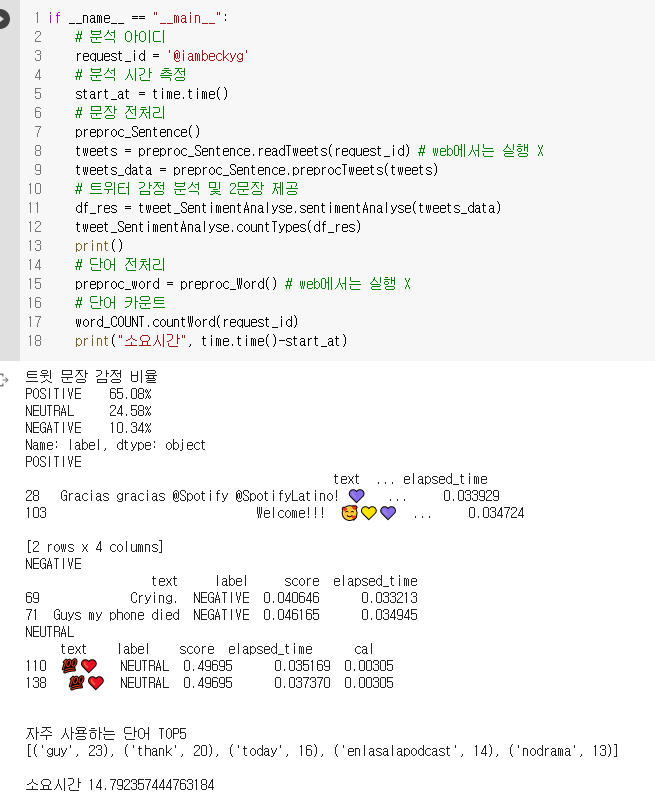 1 if __name__ == "__main__":
2 # 분석 아이디
3 request_id = '@iambeckyg'
4 # 분석 시간 측정
5 start_at = time.time()
6 # 문장 전처리
7 preproc_Sentence()
8 tweets = preproc_Sentence.readTweets(request_id) # web에서는 실행 X
9 tweets_data = preproc_Sentence.preprocTweets(tweets)
10 # 트위터 감정 분석 및 2문장 제공
11 df_res = tweet_SentimentAnalyse.sentimentAnalyse(tweets_data)
12 tweet_SentimentAnalyse.countTypes(df_res)
13 print()
14 # 단어 전처리
15 preproc_word = preproc_Word() # web에서는 실행 X
16 # 단어 카운트
17 word_COUNT.countWord(request_id)
18 print("소요시간", time.time()-start_at)
트윗 문장 감정 비율
POSITIVE 65.08%
NEUTRAL 24.58%
NEGATIVE 10.34%
Name: label, dtype: object
POSITIVE
text ... elapsed_time
28 Gracias gracias @Spotify @SpotifyLatino! 💜 ... 0.033929
103 Welcome!!! 🥰💛💜 ... 0.034724
[2 rows x 4 columns]
NEGATIVE
text label score elapsed_time
69 Crying. NEGATIVE 0.040646 0.033213
71 Guys my phone died NEGATIVE 0.046165 0.034945
NEUTRAL
text label score elapsed_time cal
110 💯❤️ NEUTRAL 0.49695 0.035169 0.00305
138 💯❤️ NEUTRAL 0.49695 0.037370 0.00305
자주 사용하는 단어 TOP5
[('guy', 23), ('thank', 20), ('today', 16), ('enlasalapodcast', 14), ('nodrama', 13)]
소요시간 14.792357444763184